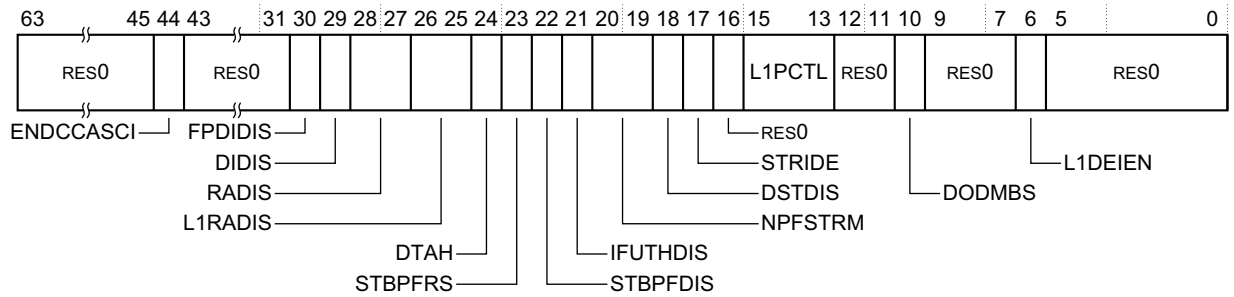 63 45 44 43 31 30 29 28 27 26 25 24 23 22 21 20 19 18 17 16 15 13 12 11 10 9 7 6 5 0
RES0 RES0 L1PCTL RES0 RES0 RES0
ENDCCASCI FPDIDIS RES0
DIDIS STRIDE L1DEIEN
RADIS DSTDIS DODMBS
L1RADIS NPFSTRM
DTAH IFUTHDIS
STBPFRS STBPFDIS